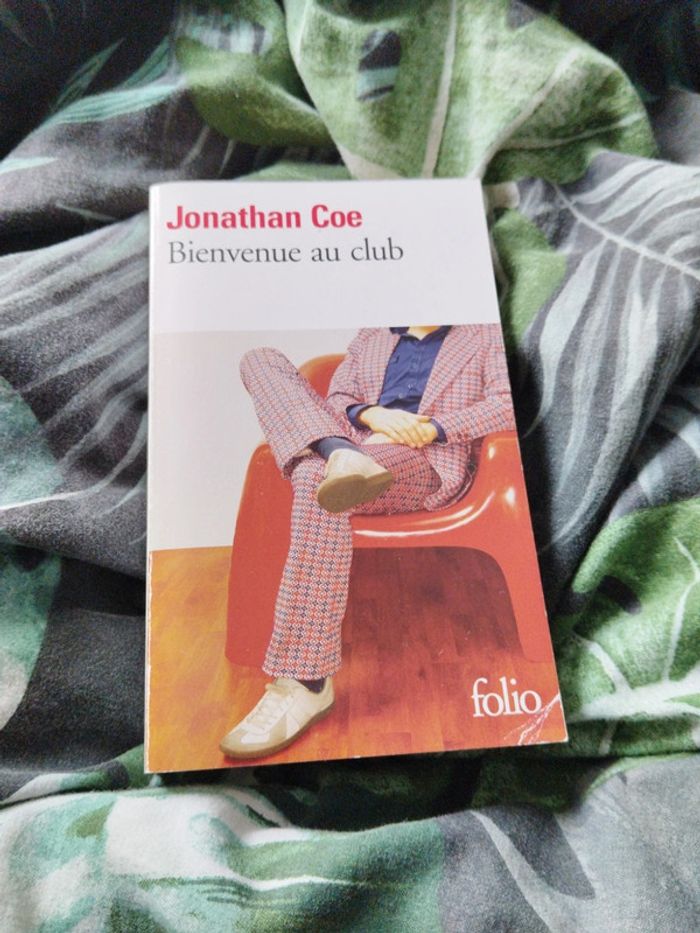 Jonathan Coe
Bienvenue au club
folio